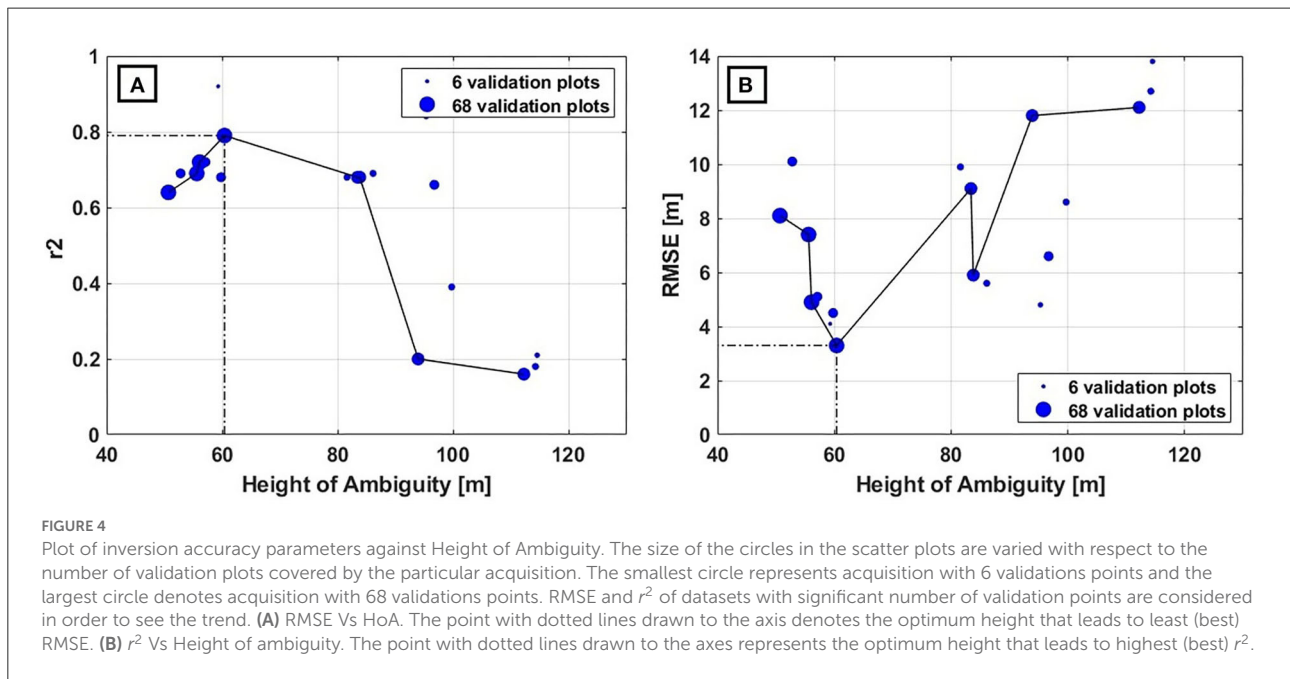 A
6 validation plots
68 validation plots
1
0.8
0.6
0.4
0.2
0
r2
40
60
80
100
120
Height of Ambiguity [m]
B
14
12
10
8
6
4
2
0
RMSE [m]
6 validation plots
68 validation plots
40
60
80
100
120
Height of Ambiguity [m]
FIGURE 4
Plot of inversion accuracy parameters against Height of Ambiguity. The size of the circles in the scatter plots are varied with respect to the
number of validation plots covered by the particular acquisition. The smallest circle represents acquisition with 6 validations points and the
largest circle denotes acquisition with 68 validations points. RMSE and r² of datasets with significant number of validation points are considered
in order to see the trend. (A) RMSE Vs HoA. The point with dotted lines drawn to the axis denotes the optimum height that leads to least (best)
RMSE. (B) r² Vs Height of ambiguity. The point with dotted lines drawn to the axes represents the optimum height that leads to highest (best) r².